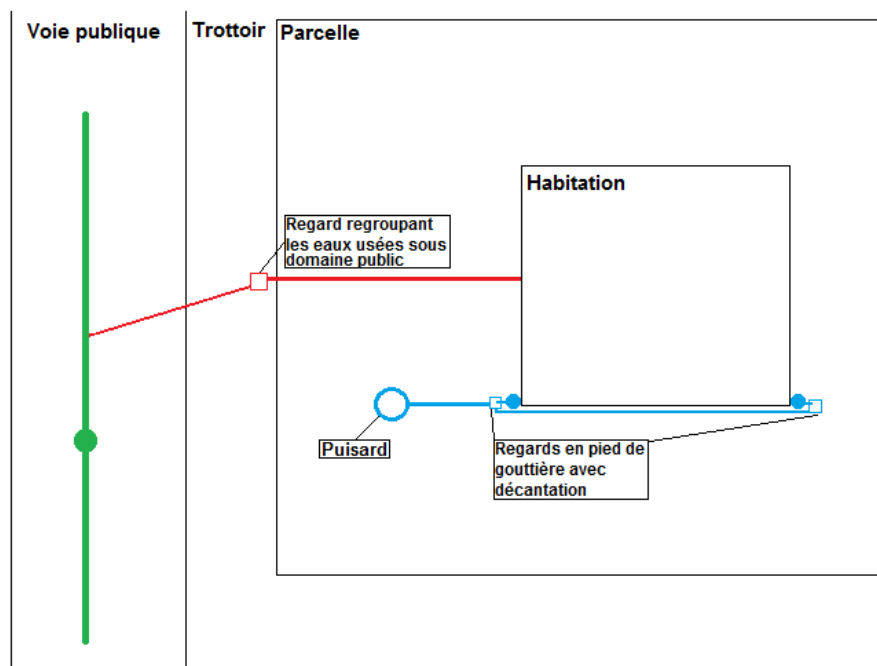 Voie publique
Trottoir
Parcelle
Habitation
Regard regroupant
les eaux usées sous
domaine public
Puisard
Regards en pied de
gouttière avec
décantation